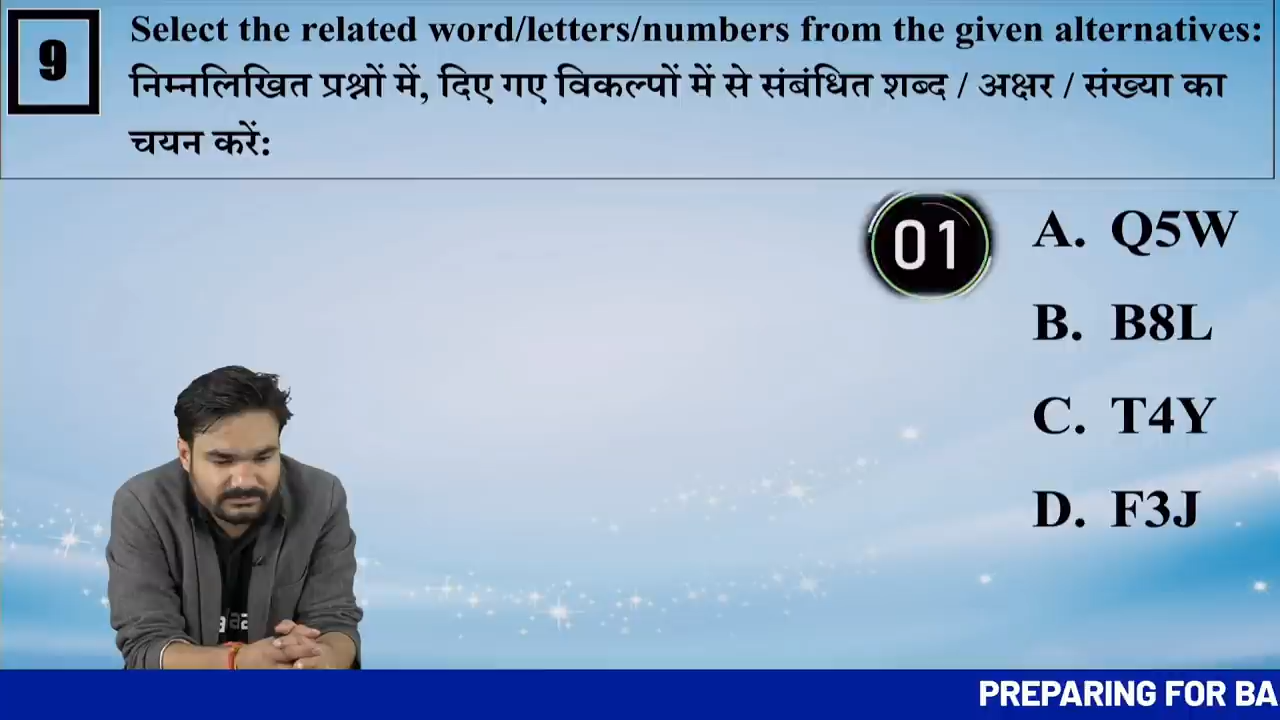 9
Select the related word/letters/numbers from the given alternatives:
निम्नलिखित प्रश्नों में, दिए गए विकल्पों में से संबंधित शब्द / अक्षर / संख्या का
चयन करें:
01
A. Q5W
B. B8L
C. T4Y
D. F3J
PREPARING FOR BA